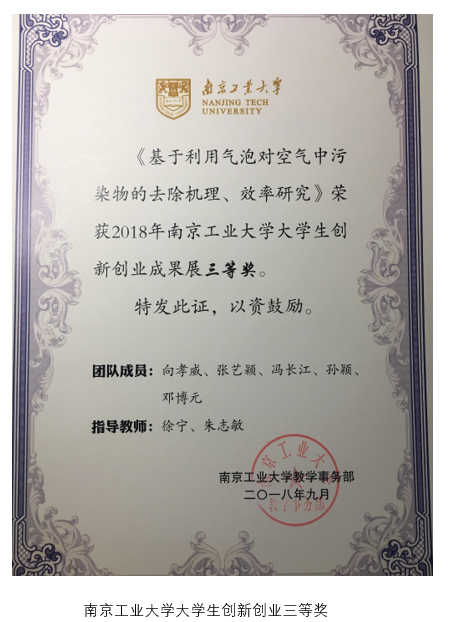 南京工业大学
NANJING TECH
UNIVERSITY
《基于利用气泡对空气中污
染物的去除机理、效率研究》荣
获2018年南京工业大学大学生创
新创业成果展三等奖。
特发此证，以资鼓励。
团队成员：向孝威、张艺颖、冯长江、孙颖、
邓博元
指导教师：徐宁、朱志敏
南京工业大学教学事务部
二〇一八年九月
南京工业大学大学生创新创业三等奖